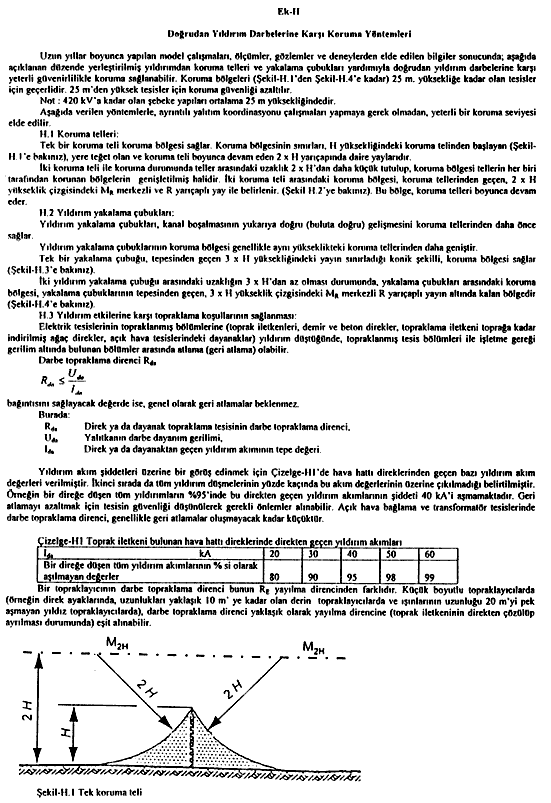 Ek-II
Doğrudan Yıldırım Darbelerine Karşı Koruma Yöntemleri
Uzun yıllar boyunca yapılan model çalışmaları, ölçümler, gözlemler ve deneylerden elde edilen bilgiler sonucunda; aşağıda
açıklanan düzende yerleştirilmiş yıldırımdan koruma telleri ve yakalama çubukları yardımıyla doğrudan yıldırım darbelerine karşı
yeterli güvenirlilikle koruma sağlanabilir. Koruma bölgeleri (Şekil-H.1'den Şekil-H.4'e kadar) 25 m. yüksekliğe kadar olan tesisler
için geçerlidir. 25 m'den yüksek tesisler için koruma güvenliği azaltılır.
Not : 420 kV'a kadar olan şebeke yapıları ortalama 25 m yüksekliğindedir.
Aşağıda verilen yöntemlerle, ayrıntılı yalıtım koordinasyonu çalışmaları yapmaya gerek olmadan, yeterli bir koruma seviyesi
elde edilir.
H.1 Koruma telleri:
Tek bir koruma teli koruma bölgesi sağlar. Koruma bölgesinin sınırları, H yüksekliğindeki koruma telinden başlayan (Şekil-
H.1'e bakınız), yere teğet olan ve koruma teli boyunca devam eden 2 x H yarıçapında daire yaylarıdır.
İki koruma teli ile koruma durumunda teller arasındaki uzaklık 2 x H'dan daha küçük tutulup, koruma bölgesi tellerin her biri
tarafından korunan bölgelerin genişletilmiş halidir. İki koruma teli arasındaki koruma bölgesi, koruma tellerinden geçen, 2 x H
yükseklik çizgisindeki MR merkezli ve R yarıçaplı yay ile belirlenir. (Şekil H.2'ye bakınız). Bu bölge, koruma telleri boyunca devam
eder.
H.2 Yıldırım yakalama çubukları:
Yıldırım yakalama çubukları, kanal boşalmasının yukarıya doğru (buluta doğru) gelişmesini koruma tellerinden daha önce
sağlar.
Yıldırım yakalama çubuklarının koruma bölgesi genellikle aynı yükseklikteki koruma tellerinden daha geniştir.
Tek bir yakalama çubuğu, tepesinden geçen 3 x H yüksekliğindeki yayın sınırladığı konik şekilli, koruma bölgesi sağlar
(Şekil-H.3'e bakınız).
İki yıldırım yakalama çubuğu arasındaki uzaklığın 3 x H'dan az olması durumunda, yakalama çubukları arasındaki koruma
bölgesi, yakalama çubuklarının tepesinden geçen, 3 x H yükseklik çizgisindeki MR merkezli R yarıçaplı yayın altında kalan bölgedir
(Şekil-H.4'e bakınız).
H.3 Yıldırım etkilerine karşı topraklama koşullarının sağlanması:
Elektrik tesislerinin topraklanmış bölümlerine (toprak iletkenleri, demir ve beton direkler, topraklama iletkeni toprağa kadar
indirilmiş ağaç direkler, açık hava tesislerindeki dayanaklar) yıldırım düştüğünde, topraklanmış tesis bölümleri ile işletme gereği
gerilim altında bulunan bölümler arasında atlama (geri atlama) olabilir.
Darbe topraklama direnci Rda
Rda ≤ Uda / Ida
bağıntısını sağlayacak değerde ise, genel olarak geri atlamalar beklenmez.
Burada:
Rda Direk ya da dayanak topraklama tesisinin darbe topraklama direnci,
Uda Yalıtkanın darbe dayanım gerilimi,
Ida Direk ya da dayanaktan geçen yıldırım akımının tepe değeri.
Yıldırım akım şiddetleri üzerine bir görüş edinmek için Çizelge-H1'de hava hattı direklerinden geçen bazı yıldırım akım
değerleri verilmiştir. İkinci sırada da tüm yıldırım düşmelerinin yüzde kaçında bu akım değerlerinin üzerine çıkılmadığı belirtilmiştir.
Örneğin bir direğe düşen tüm yıldırımların %95'inde bu direkten geçen yıldırım akımlarının şiddeti 40 kA'i aşmamaktadır. Geri
atlamayı azaltmak için tesisin güvenliği düşünülerek gerekli önlemler alınabilir. Açık hava bağlama ve transformatör tesislerinde
darbe topraklama direnci, genellikle geri atlamalar oluşmayacak kadar küçüktür.
Çizelge-H1 Toprak iletkeni bulunan hava hattı direklerinde direkten geçen yıldırım akımları
Ida kA 20 30 40 50 60
Bir direğe düşen tüm yıldırım akımlarının % si olarak
aşılmayan değerler 80 90 95 98 99
Bir topraklayıcının darbe topraklama direnci bunun RE yayılma direncinden farklıdır. Küçük boyutlu topraklayıcılarda
(örneğin direk ayaklarında, uzunlukları yaklaşık 10 m' ye kadar olan derin topraklayıcılarda ve ışınlarının uzunluğu 20 m'yi pek
aşmayan yıldız topraklayıcılarda), darbe topraklama direnci yaklaşık olarak yayılma direncine (toprak iletkeninin direkten çözülüp
ayrılması durumunda) eşit alınabilir.
M2H M2H
2 H 2 H
2 H H
Şekil-H.1 Tek koruma teli